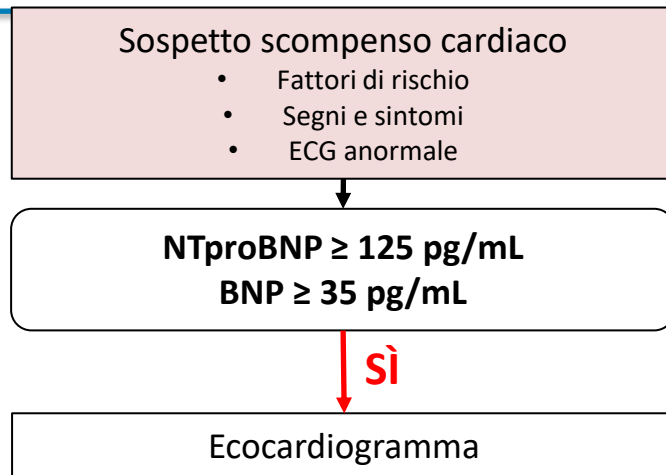 Sospetto scompenso cardiaco
• Fattori di rischio
• Segni e sintomi
• ECG anormale
NTproBNP ≥ 125 pg/mL
BNP ≥ 35 pg/mL
SÌ
Ecocardiogramma